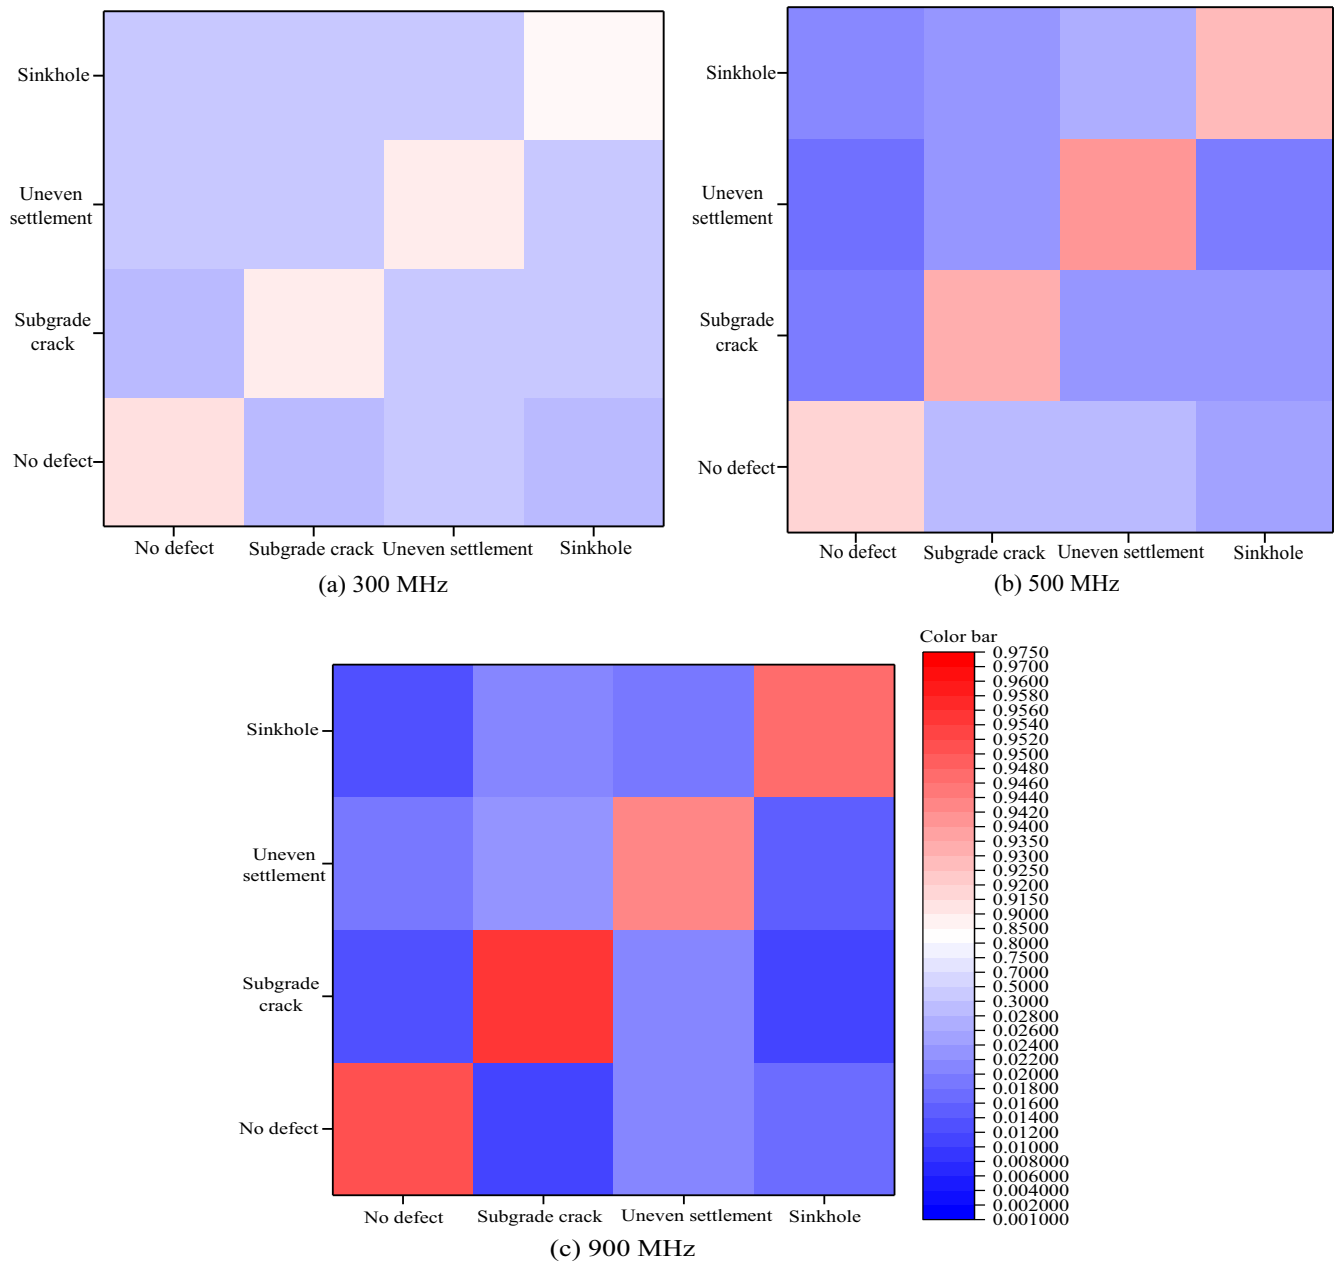 Sinkhole
Uneven
settlement
Subgrade
crack
No defect
No defect
Subgrade crack
Uneven settlement
Sinkhole
(a) 300 MHz
Sinkhole
Uneven
settlement
Subgrade
crack
No defect
No defect
Subgrade crack
Uneven settlement
Sinkhole
(b) 500 MHz
Sinkhole
Uneven
settlement
Subgrade
crack
No defect
No defect
Subgrade crack
Uneven settlement
Sinkhole
(c) 900 MHz
Color bar
0.9750
0.9700
0.9600
0.9580
0.9560
0.9540
0.9520
0.9500
0.9480
0.9460
0.9440
0.9420
0.9400
0.9350
0.9300
0.9250
0.9200
0.9150
0.9000
0.8500
0.8000
0.7500
0.7000
0.5000
0.3000
0.02800
0.02600
0.02400
0.02200
0.02000
0.01800
0.01600
0.01400
0.01200
0.01000
0.008000
0.006000
0.004000
0.002000
0.001000